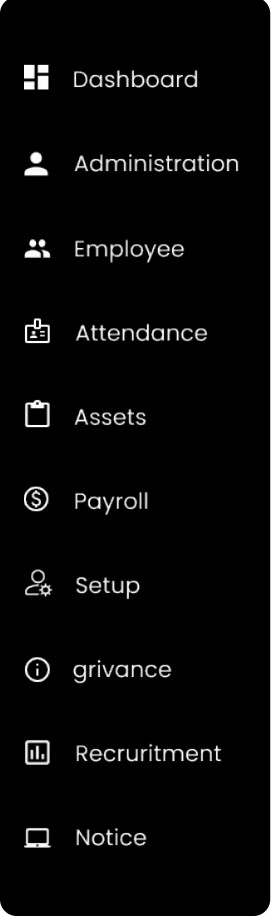 Dashboard
Administration
Employee
Attendance
Assets
Payroll
Setup
grivance
Recruritment
Notice